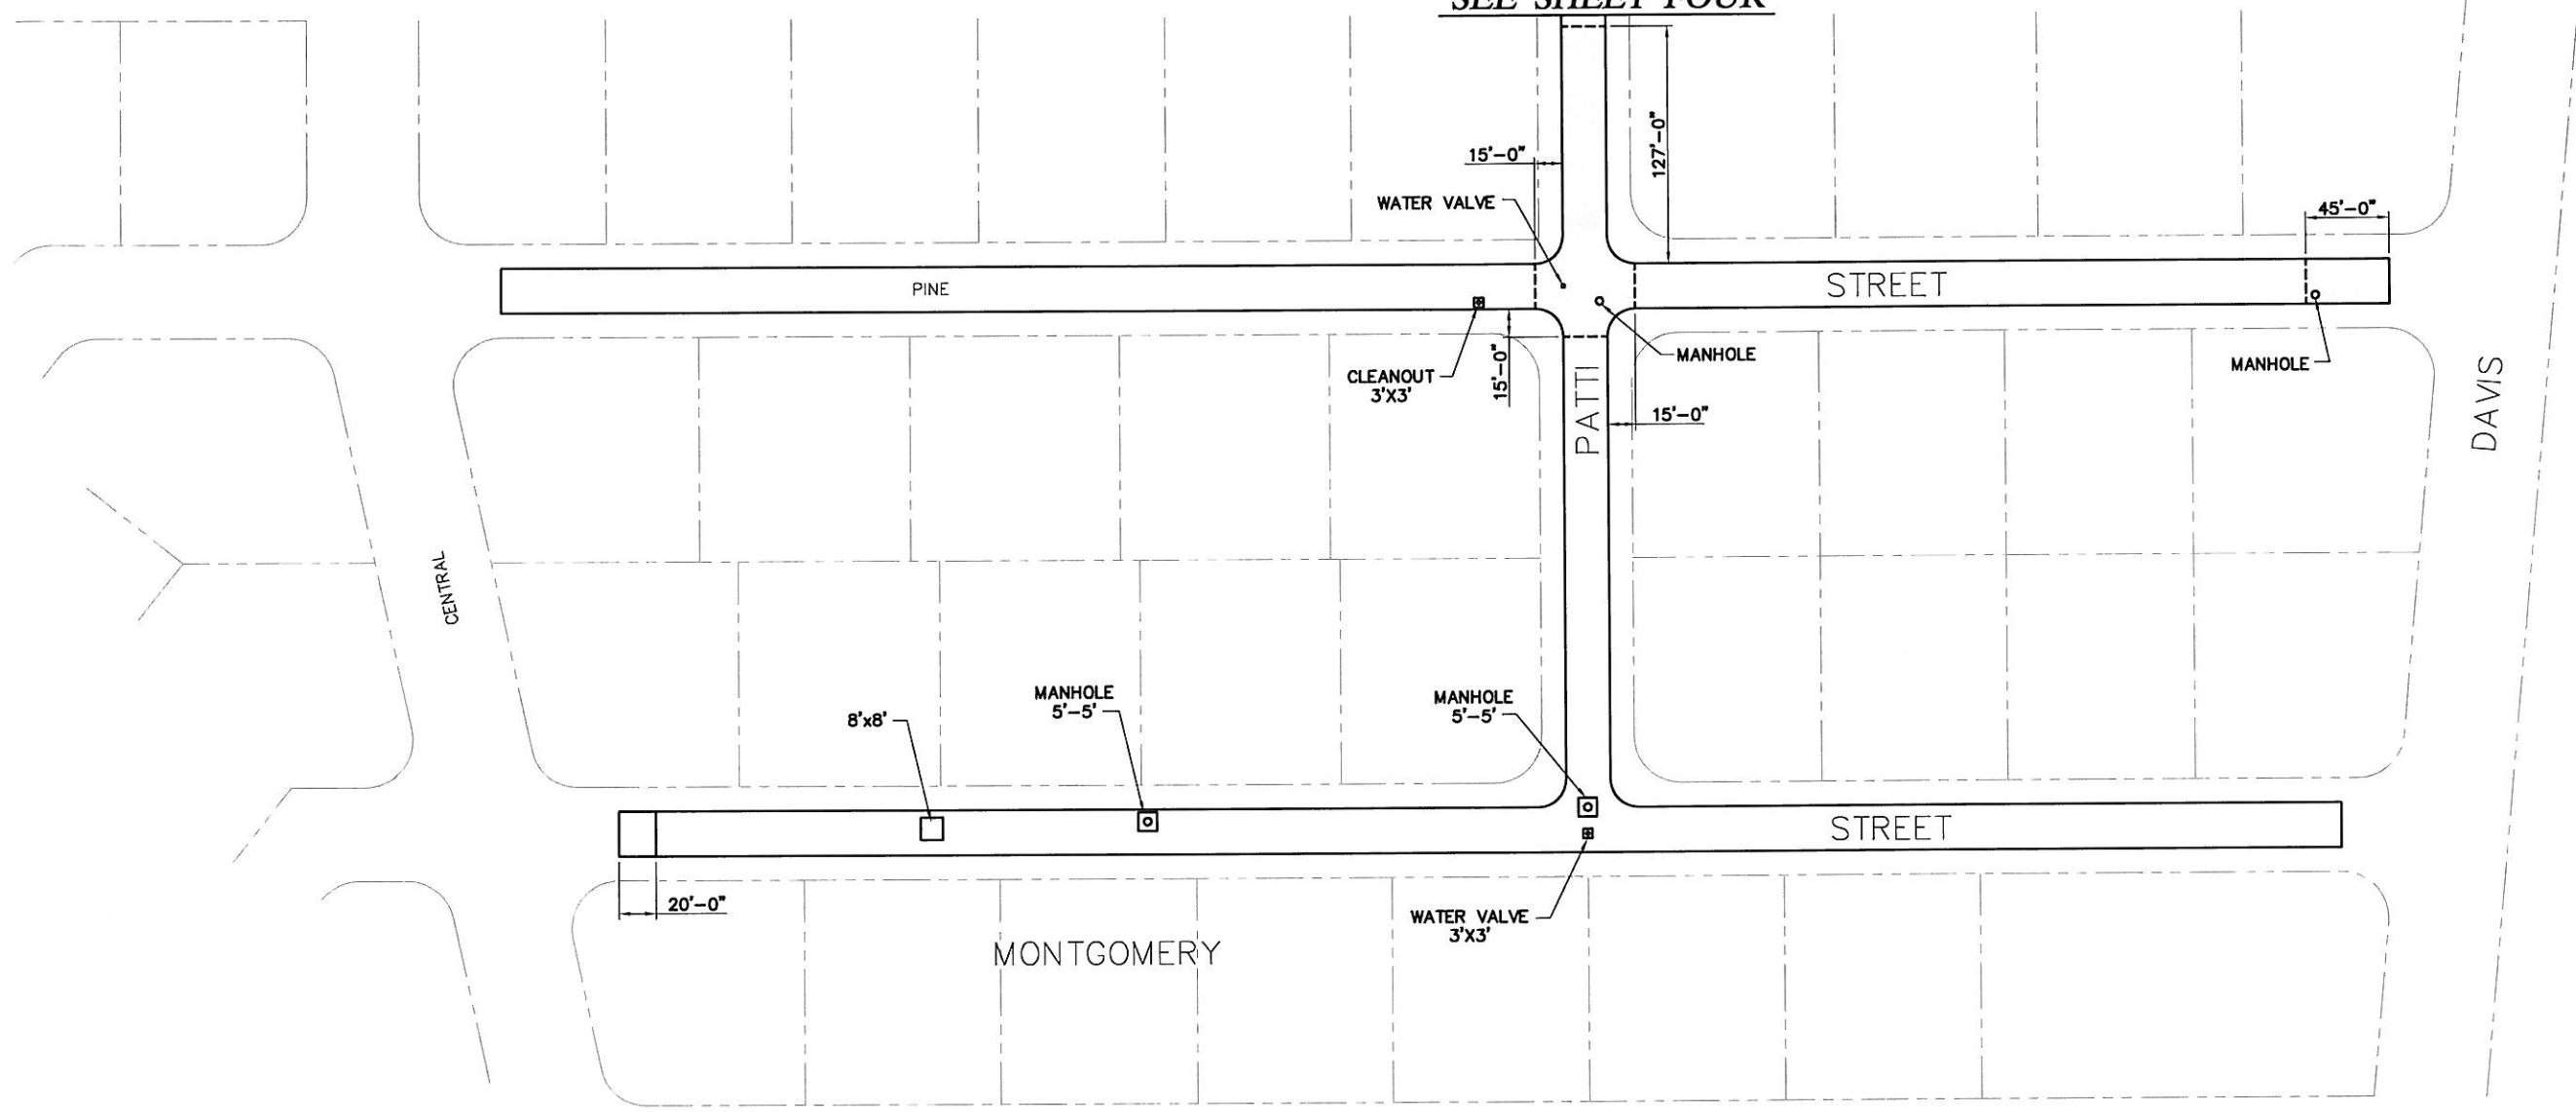 SEE SHEET FOUR
127'-0"
15'-0"
WATER VALVE
45'-0"
PINE
STREET
MANHOLE
CLEANOUT
3'X3'
15'-0"
PATTI
15'-0"
MANHOLE
DAVIS
CENTRAL
8'x8'
MANHOLE
5'-5'
MANHOLE
5'-5'
STREET
20'-0"
WATER VALVE
3'X3'
MONTGOMERY